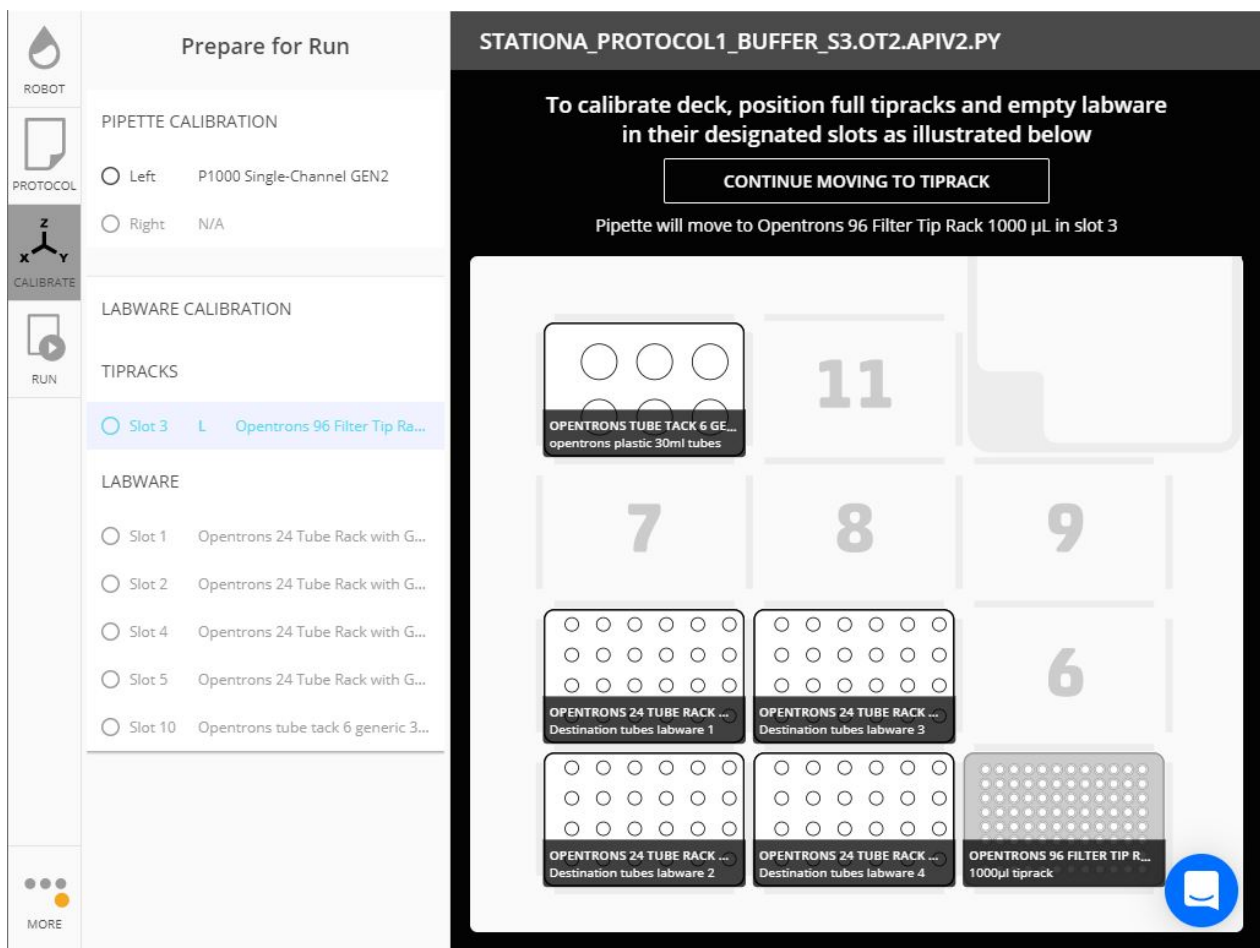 ROBOT
PROTOCOL
Z
X
Y
CALIBRATE
RUN
MORE
Prepare for Run
PIPETTE CALIBRATION
Left P1000 Single-Channel GEN2
Right N/A
LABWARE CALIBRATION
TIPRACKS
Slot 3 L Opentrons 96 Filter Tip Ra...
LABWARE
Slot 1 Opentrons 24 Tube Rack with G...
Slot 2 Opentrons 24 Tube Rack with G...
Slot 4 Opentrons 24 Tube Rack with G...
Slot 5 Opentrons 24 Tube Rack with G...
Slot 10 Opentrons tube tack 6 generic 3...
STATIONA_PROTOCOL1_BUFFER_S3.OT2.APIV2.PY
To calibrate deck, position full tipracks and empty labware
in their designated slots as illustrated below
CONTINUE MOVING TO TIPRACK
Pipette will move to Opentrons 96 Filter Tip Rack 1000 µL in slot 3
OPENTRONS TUBE TACK 6 GE...
opentrons plastic 30ml tubes
11
7
8
9
OPENTRONS 24 TUBE RACK ...
Destination tubes labware 1
OPENTRONS 24 TUBE RACK ...
Destination tubes labware 3
6
OPENTRONS 24 TUBE RACK ...
Destination tubes labware 2
OPENTRONS 24 TUBE RACK ...
Destination tubes labware 4
OPENTRONS 96 FILTER TIP R...
1000µl tiprack